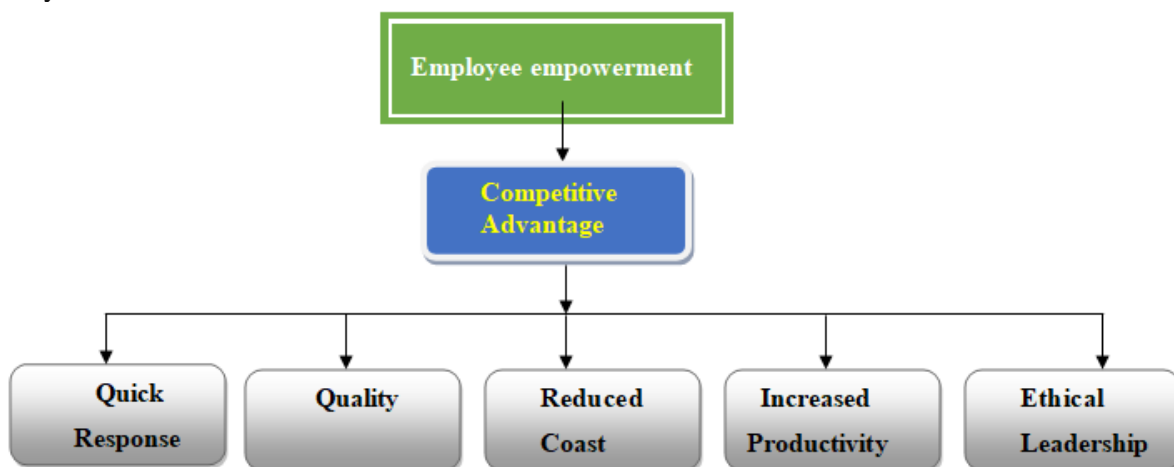 Employee empowerment
Competitive
Advantage
Quick
Response
Quality
Reduced
Coast
Increased
Productivity
Ethical
Leadership